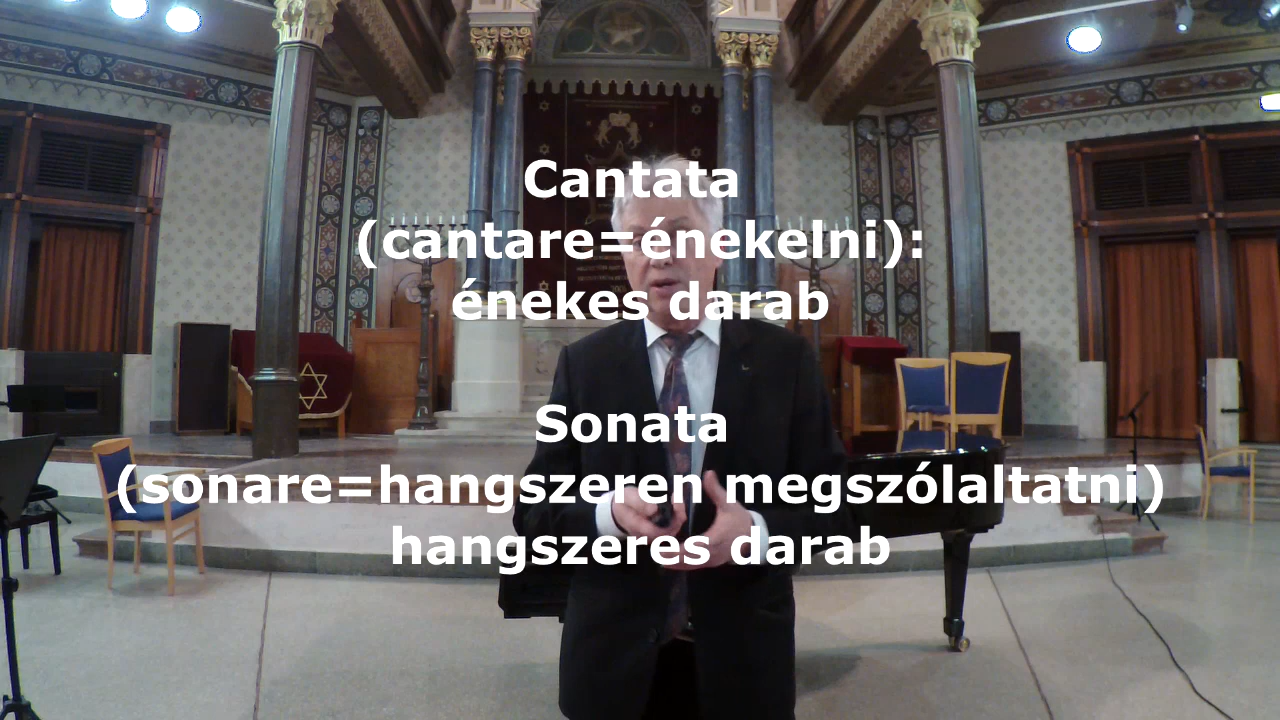 Cantata
(cantare=énekelni):
énekes darab
Sonata
(sonare=hangszeren megszólaltatni)
hangszeres darab